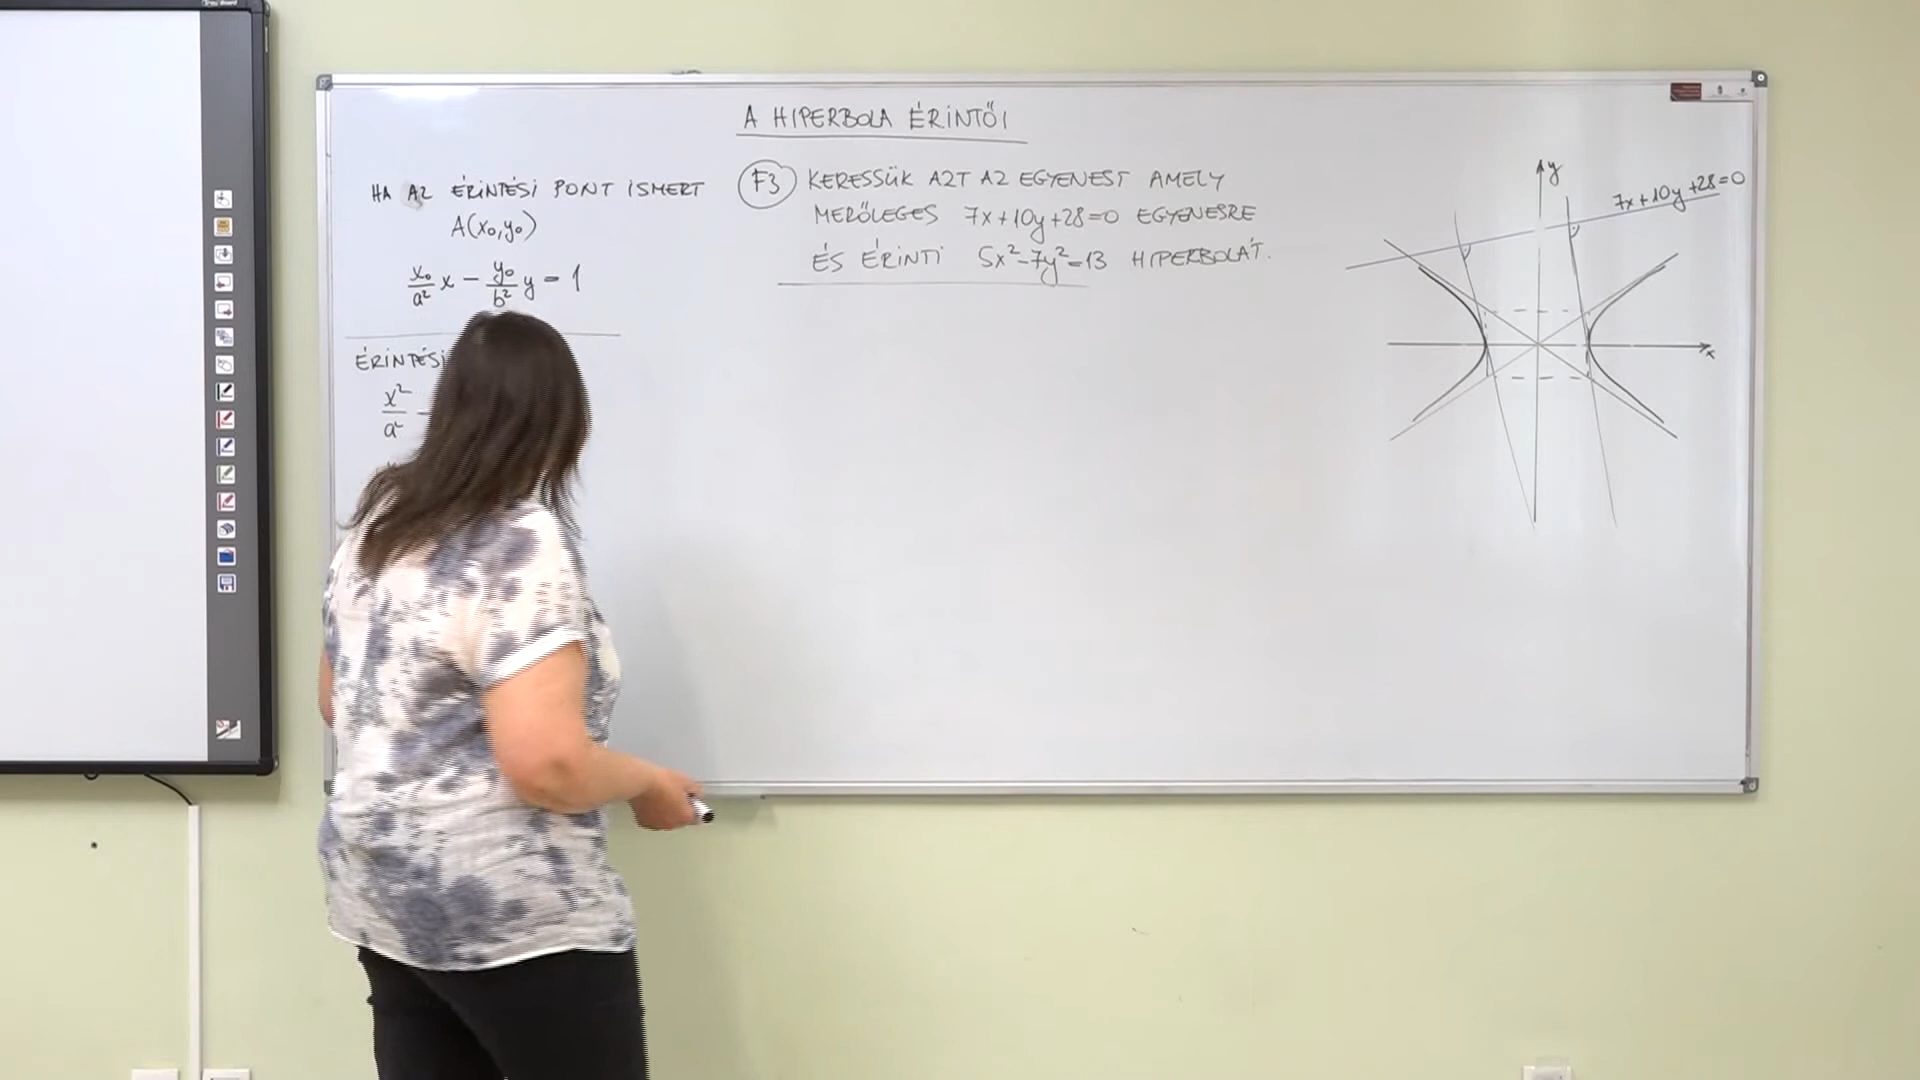 A HIPERBOLA ÉRINTŐI
HA AZ ÉRINTÉSI PONT ISMERT
A(x₀,y₀)
x₀/a² x − y₀/b² y = 1
ÉRINTÉSI
x²/a² −
F3 KERESSÜK AZT AZ EGYENEST AMELY
MERŐLEGES 7x+10y+28=0 EGYENESRE
ÉS ÉRINTI 5x²−7y²=13 HIPERBOLÁT.
y
7x+10y+28=0
x